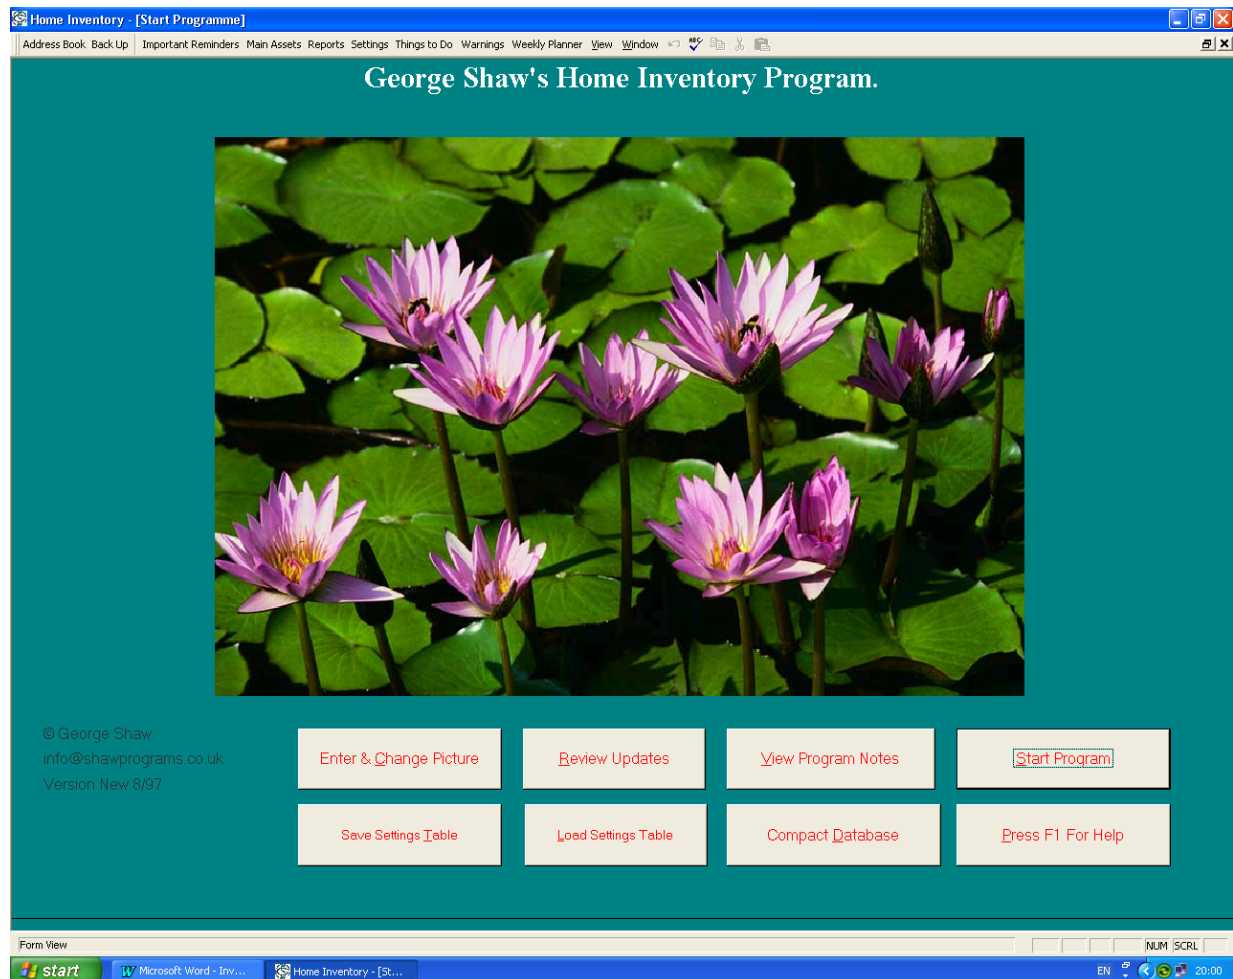 Home Inventory - [Start Programme]
Address Book Back Up Important Reminders Main Assets Reports Settings Things to Do Warnings Weekly Planner View Window
George Shaw's Home Inventory Program.
© George Shaw
info@shawprograms.co.uk
Version New 8/97
Enter & Change Picture Review Updates View Program Notes Start Program
Save Settings Table Load Settings Table Compact Database Press F1 For Help
Form View NUM SCRL
start Microsoft Word - Inv... Home Inventory - [St... EN 20:00